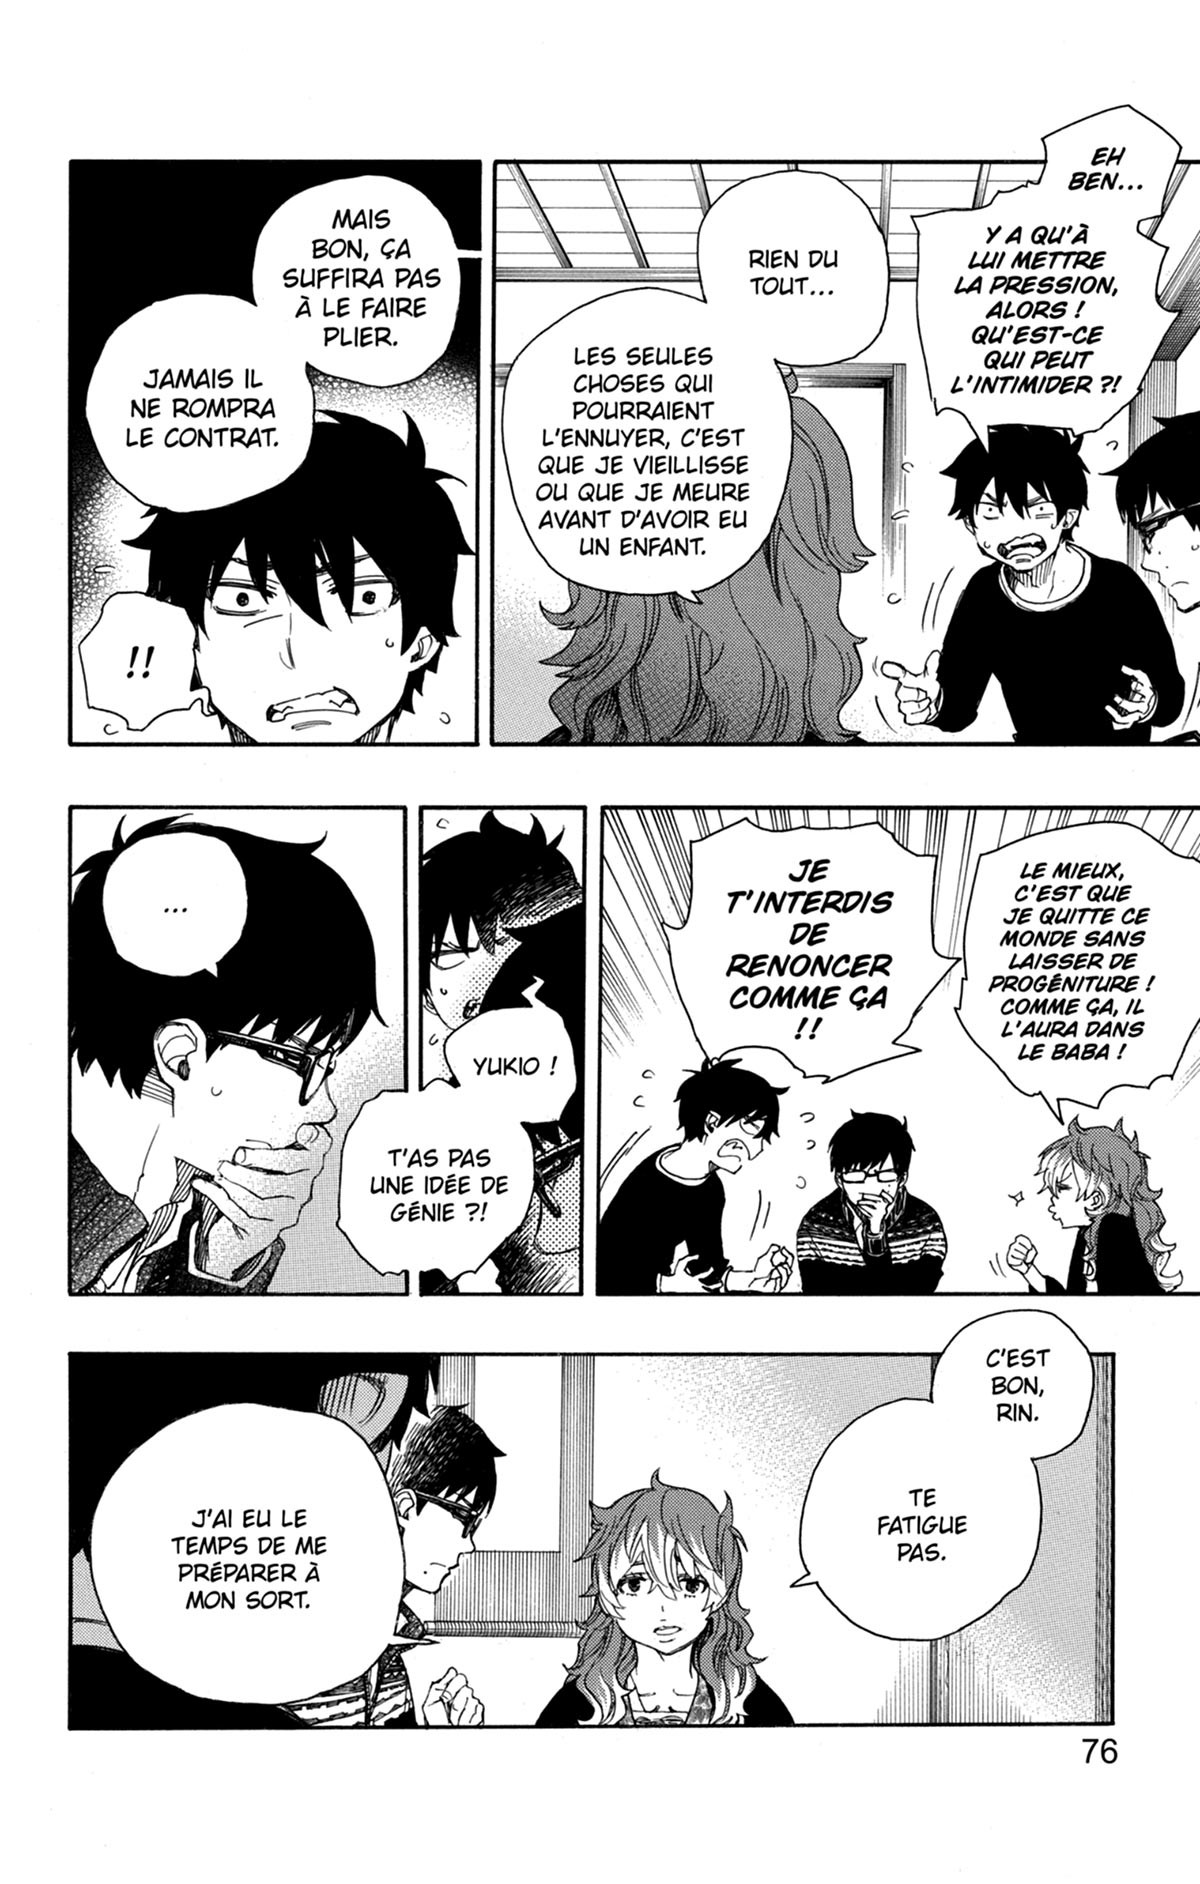 EH
BEN...
Y A QU'À
LUI METTRE
LA PRESSION,
ALORS !
QU'EST-CE
QUI PEUT
L'INTIMIDER ?!
RIEN DU
TOUT...
LES SEULES
CHOSES QUI
POURRAIENT
L'ENNUYER, C'EST
QUE JE VIEILLISSE
OU QUE JE MEURE
AVANT D'AVOIR EU
UN ENFANT.
MAIS
BON, ÇA
SUFFIRA PAS
À LE FAIRE
PLIER.
JAMAIS IL
NE ROMPRA
LE CONTRAT.
!!
LE MIEUX,
C'EST QUE
JE QUITTE CE
MONDE SANS
LAISSER DE
PROGÉNITURE !
COMME ÇA, IL
L'AURA DANS
LE BABA !
JE
T'INTERDIS
DE
RENONCER
COMME ÇA
!!
YUKIO !
T'AS PAS
UNE IDÉE DE
GÉNIE ?!
...
C'EST
BON,
RIN.
TE
FATIGUE
PAS.
J'AI EU LE
TEMPS DE ME
PRÉPARER À
MON SORT.
76